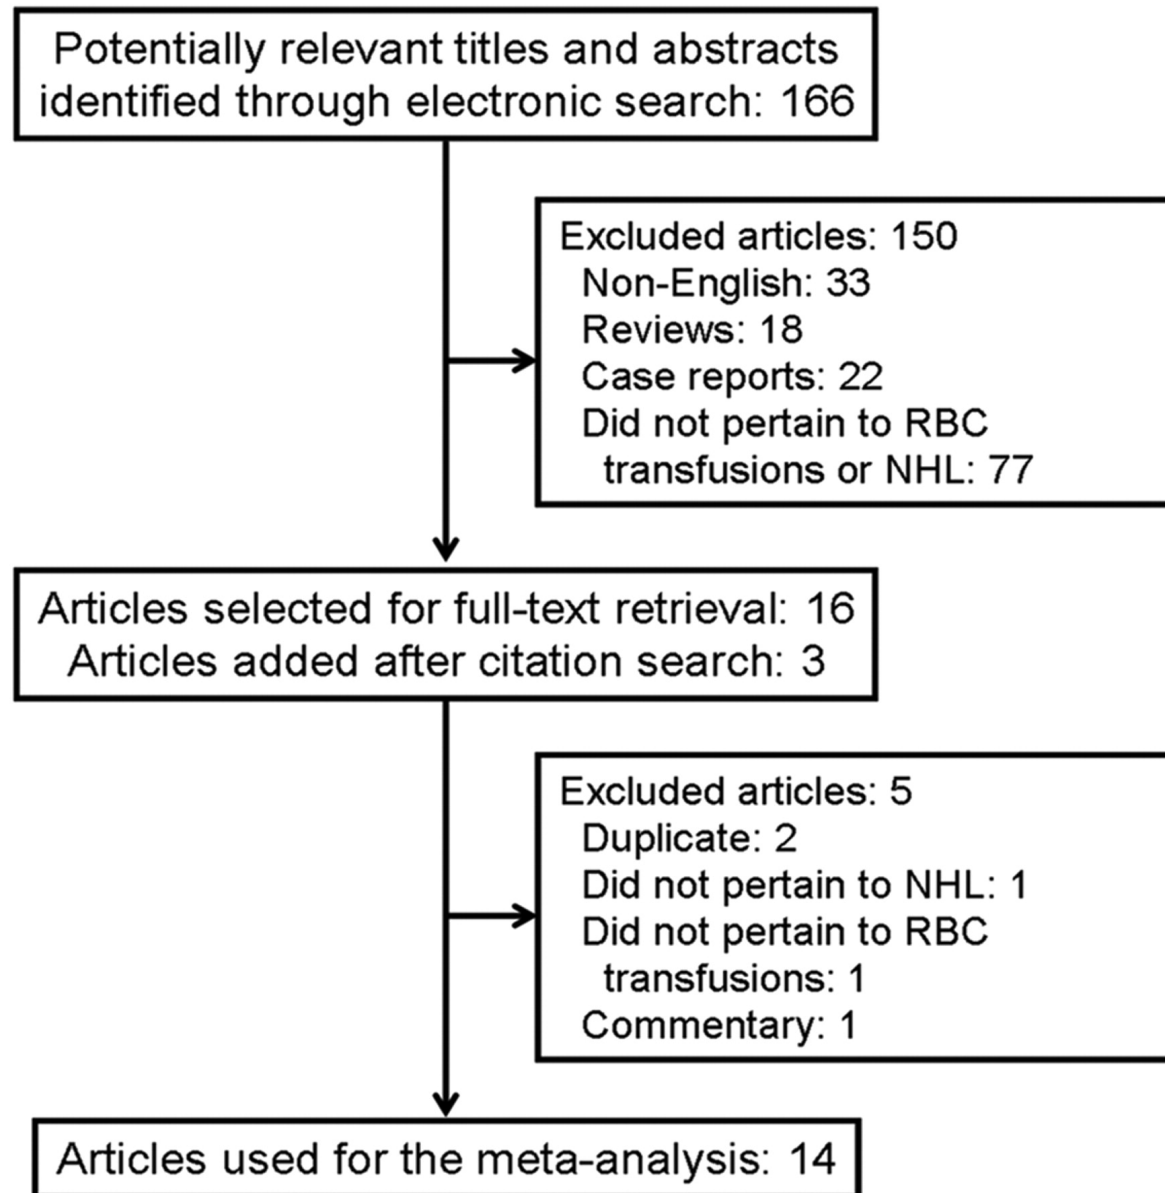 Potentially relevant titles and abstracts
identified through electronic search: 166
Excluded articles: 150
Non-English: 33
Reviews: 18
Case reports: 22
Did not pertain to RBC
transfusions or NHL: 77
Articles selected for full-text retrieval: 16
Articles added after citation search: 3
Excluded articles: 5
Duplicate: 2
Did not pertain to NHL: 1
Did not pertain to RBC
transfusions: 1
Commentary: 1
Articles used for the meta-analysis: 14